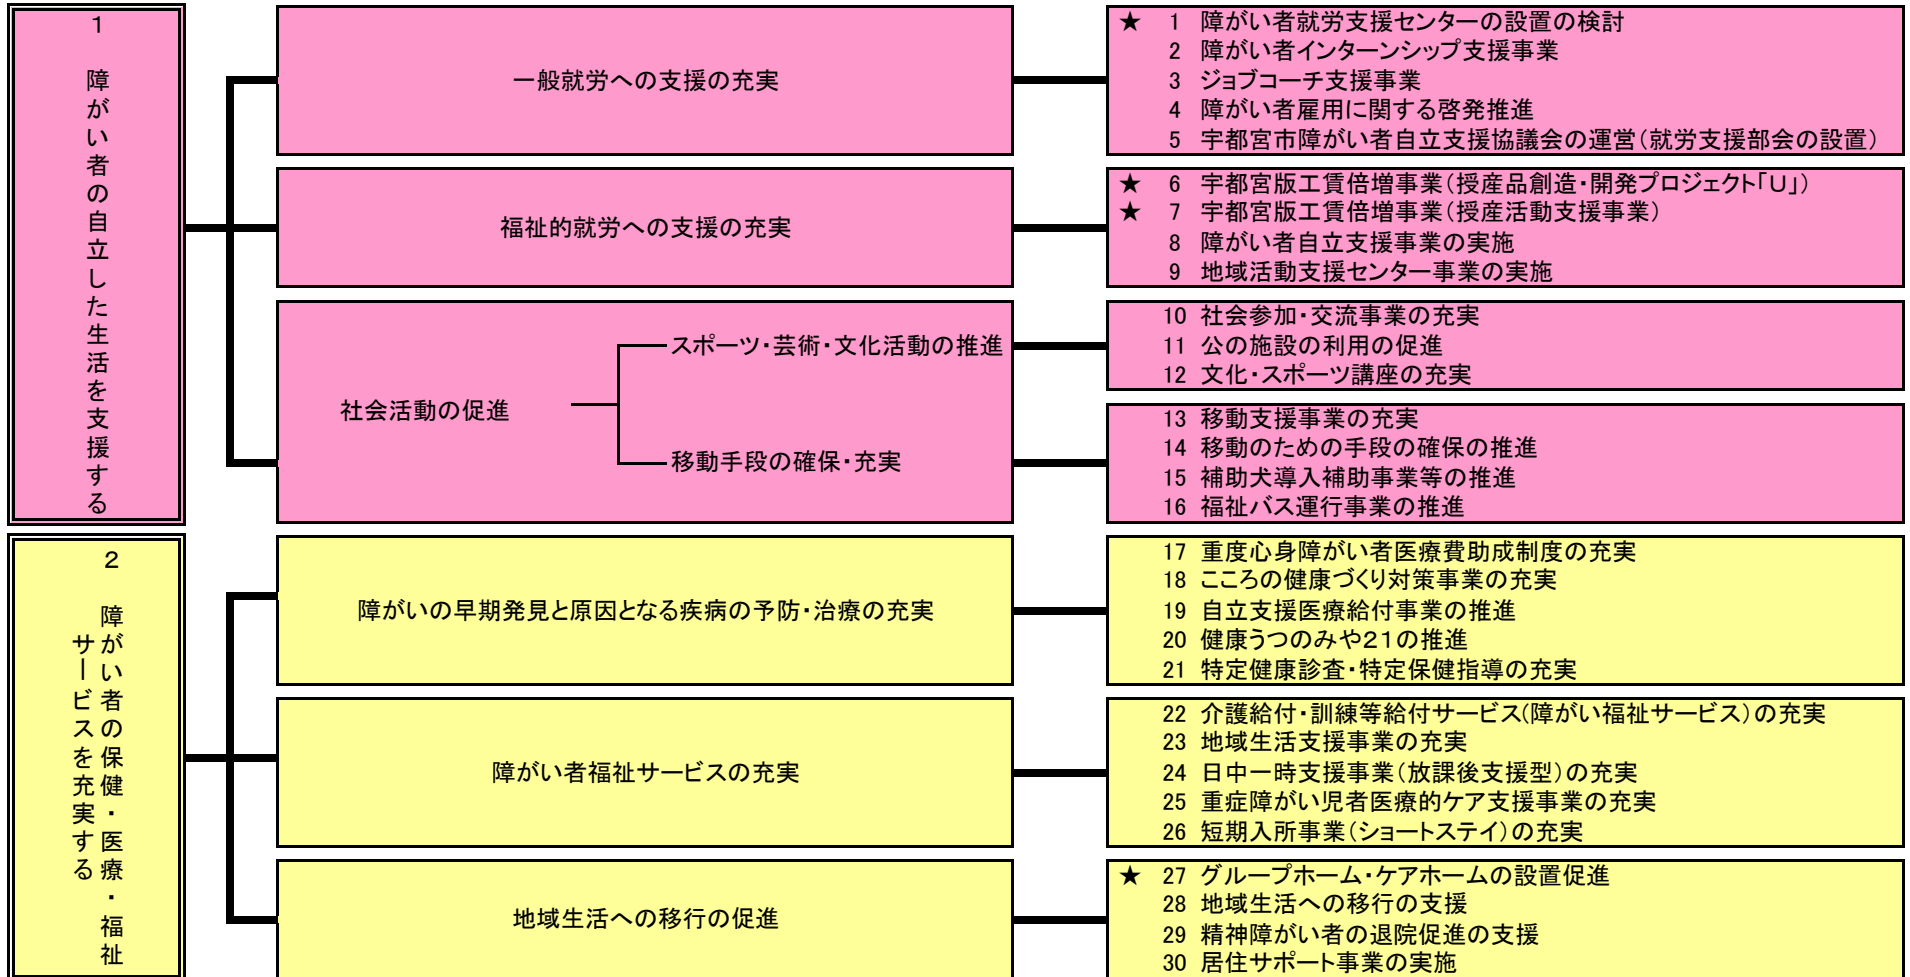 1 障がい者の自立した生活を支援する
一般就労への支援の充実
★ 1 障がい者就労支援センターの設置の検討
2 障がい者インターンシップ支援事業
3 ジョブコーチ支援事業
4 障がい者雇用に関する啓発推進
5 宇都宮市障がい者自立支援協議会の運営(就労支援部会の設置)
福祉的就労への支援の充実
★ 6 宇都宮版工賃倍増事業(授産品創造・開発プロジェクト「U」)
★ 7 宇都宮版工賃倍増事業(授産活動支援事業)
8 障がい者自立支援事業の実施
9 地域活動支援センター事業の実施
社会活動の促進
スポーツ・芸術・文化活動の推進
10 社会参加・交流事業の充実
11 公の施設の利用の促進
12 文化・スポーツ講座の充実
移動手段の確保・充実
13 移動支援事業の充実
14 移動のための手段の確保の推進
15 補助犬導入補助事業等の推進
16 福祉バス運行事業の推進
2 障がい者の保健・医療・福祉
サービスを充実する
障がいの早期発見と原因となる疾病の予防・治療の充実
17 重度心身障がい者医療費助成制度の充実
18 こころの健康づくり対策事業の充実
19 自立支援医療給付事業の推進
20 健康うつのみや21の推進
21 特定健康診査・特定保健指導の充実
障がい者福祉サービスの充実
22 介護給付・訓練等給付サービス(障がい福祉サービス)の充実
23 地域生活支援事業の充実
24 日中一時支援事業(放課後支援型)の充実
25 重症障がい児者医療的ケア支援事業の充実
26 短期入所事業(ショートステイ)の充実
地域生活への移行の促進
★ 27 グループホーム・ケアホームの設置促進
28 地域生活への移行の支援
29 精神障がい者の退院促進の支援
30 居住サポート事業の実施